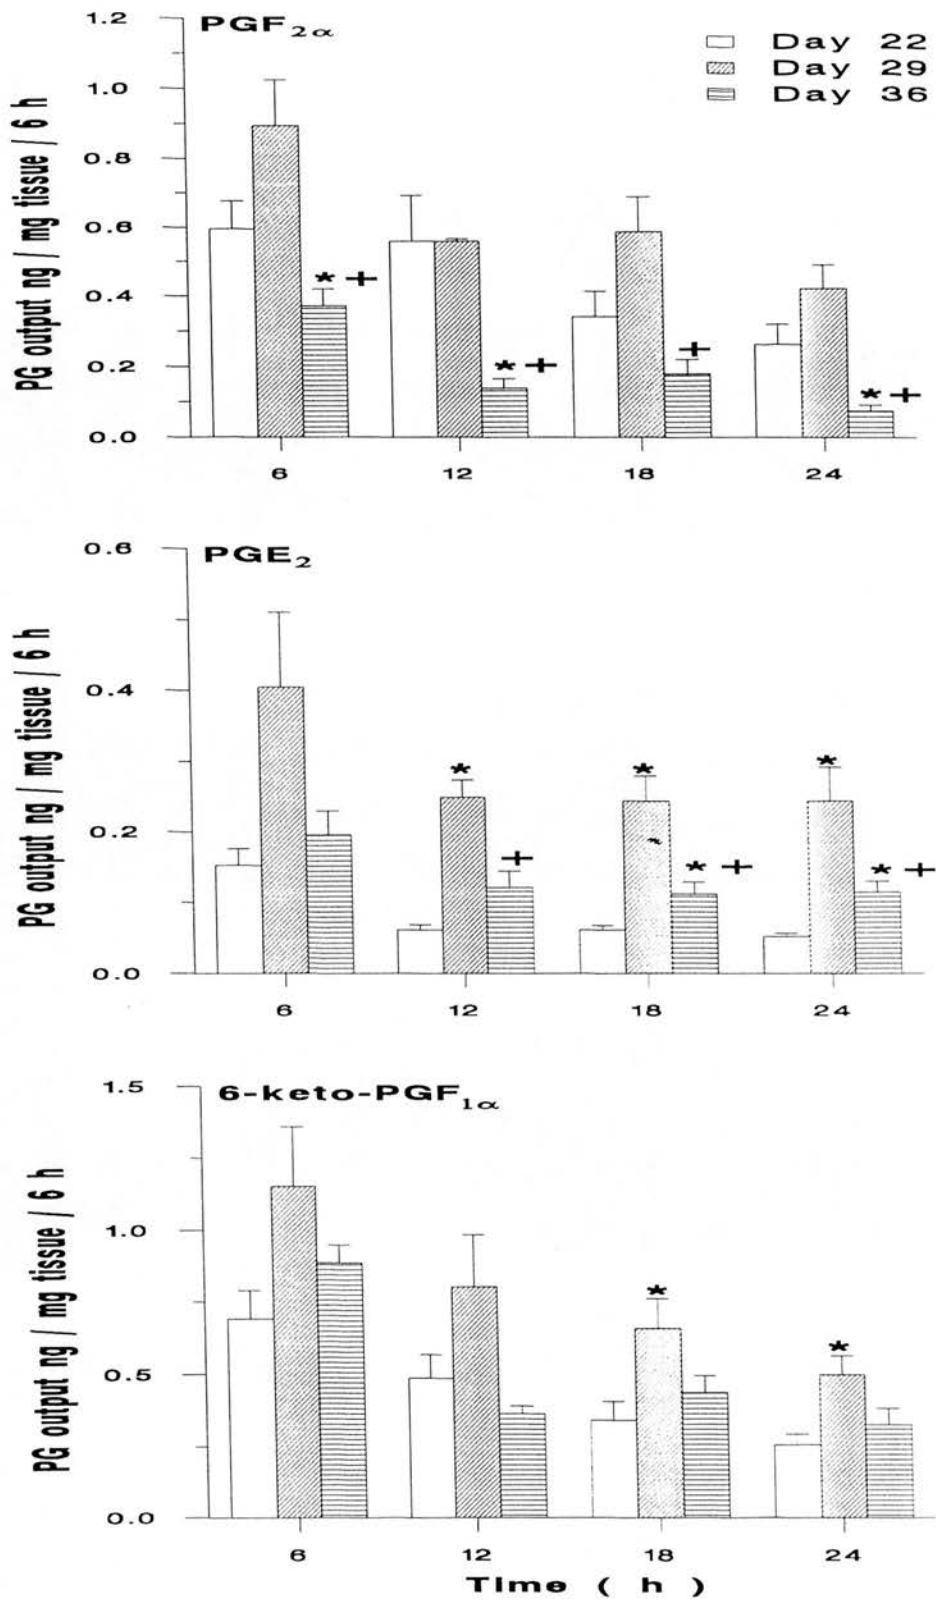 PGF2α
Day 22
Day 29
Day 36
PG output ng / mg tissue / 6 h
1.2
1.0
0.8
0.6
0.4
0.2
0.0
* +
* +
+
* +
6 12 18 24
PGE2
PG output ng / mg tissue / 6 h
0.6
0.4
0.2
0.0
* * *
+ * + * +
6 12 18 24
6-keto-PGF1α
PG output ng / mg tissue / 6 h
1.5
1.0
0.5
0.0
* *
6 12 18 24
Time ( h )